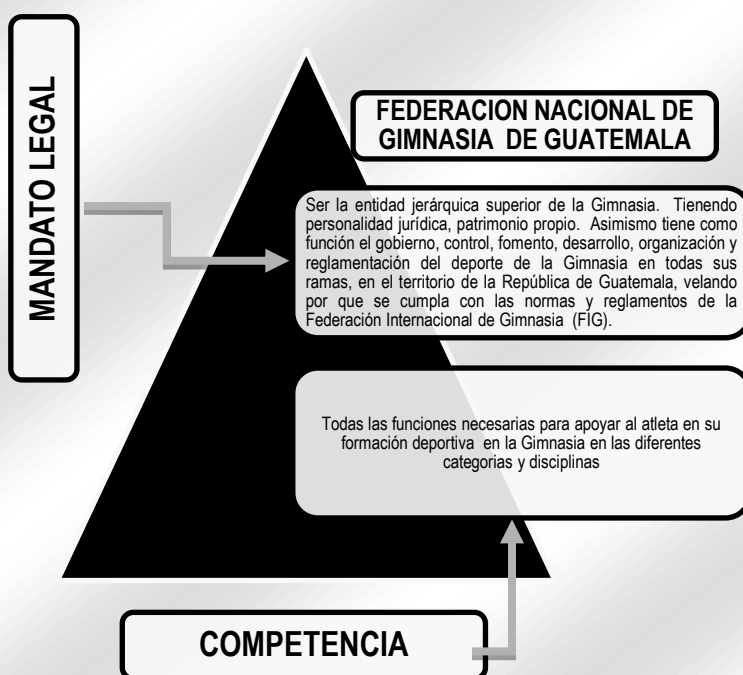 MANDATO LEGAL
FEDERACION NACIONAL DE
GIMNASIA DE GUATEMALA
Ser la entidad jerárquica superior de la Gimnasia. Tienendo
personalidad jurídica, patrimonio propio. Asimismo tiene como
función el gobierno, control, fomento, desarrollo, organización y
reglamentación del deporte de la Gimnasia en todas sus
ramas, en el territorio de la República de Guatemala, velando
por que se cumpla con las normas y reglamentos de la
Federación Internacional de Gimnasia (FIG).
Todas las funciones necesarias para apoyar al atleta en su
formación deportiva en la Gimnasia en las diferentes
categorias y disciplinas
COMPETENCIA